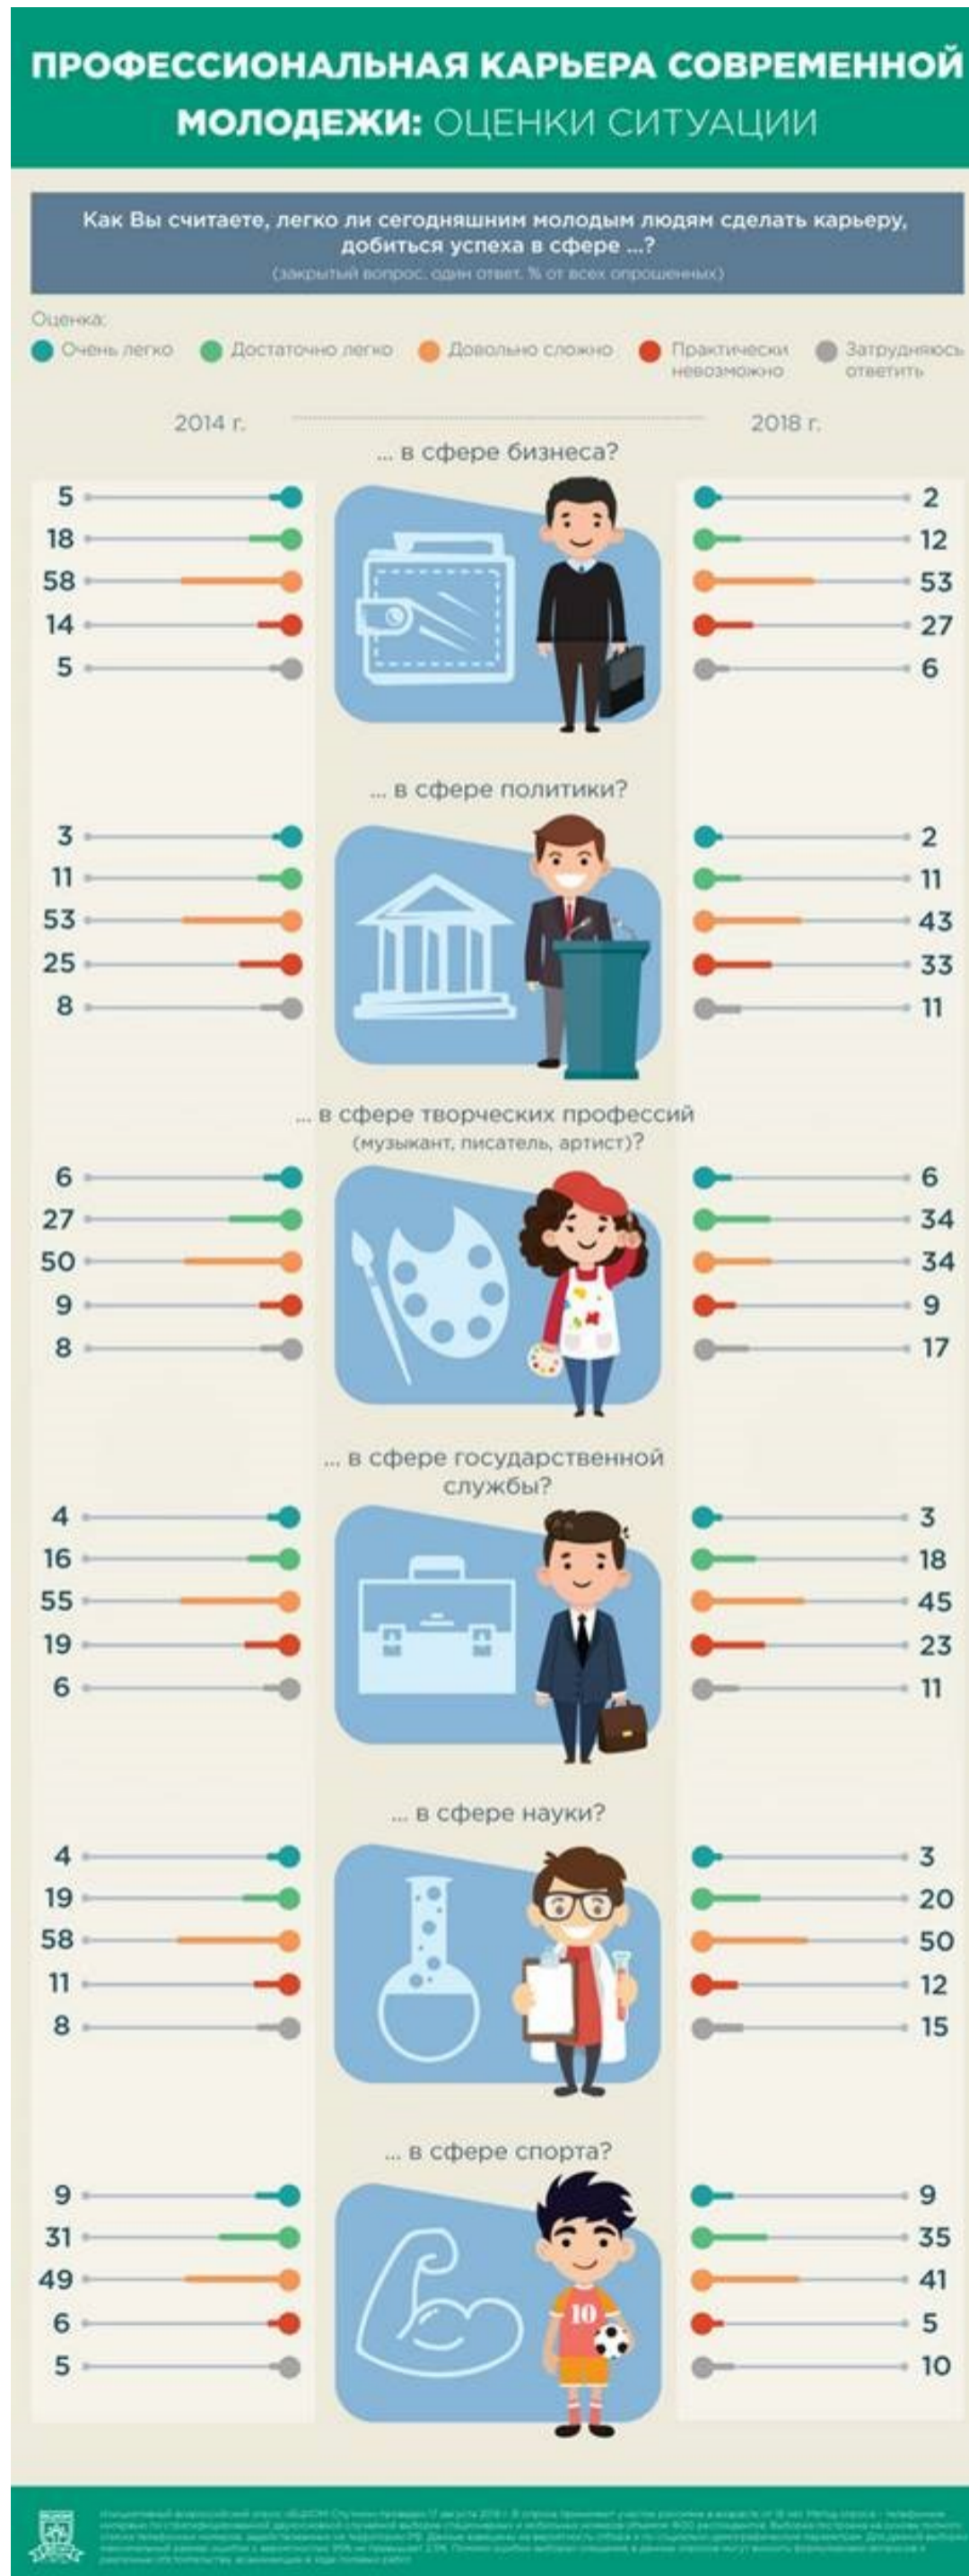 ПРОФЕССИОНАЛЬНАЯ КАРЬЕРА СОВРЕМЕННОЙ
МОЛОДЕЖИ: ОЦЕНКИ СИТУАЦИИ
Как Вы считаете, легко ли сегодняшним молодым людям сделать карьеру,
добиться успеха в сфере ...?
(закрытый вопрос, один ответ, % от всех опрошенных)
Оценка:
Очень легко Достаточно легко Довольно сложно Практически Затрудняюсь
невозможно ответить
2014 г. 2018 г.
... в сфере бизнеса?
5 2
18 12
58 53
14 27
5 6
... в сфере политики?
3 2
11 11
53 43
25 33
8 11
... в сфере творческих профессий
(музыкант, писатель, артист)?
6 6
27 34
50 34
9 9
8 17
... в сфере государственной
службы?
4 3
16 18
55 45
19 23
6 11
... в сфере науки?
4 3
19 20
58 50
11 12
8 15
... в сфере спорта?
9 9
31 35
49 41
6 5
5 10
10